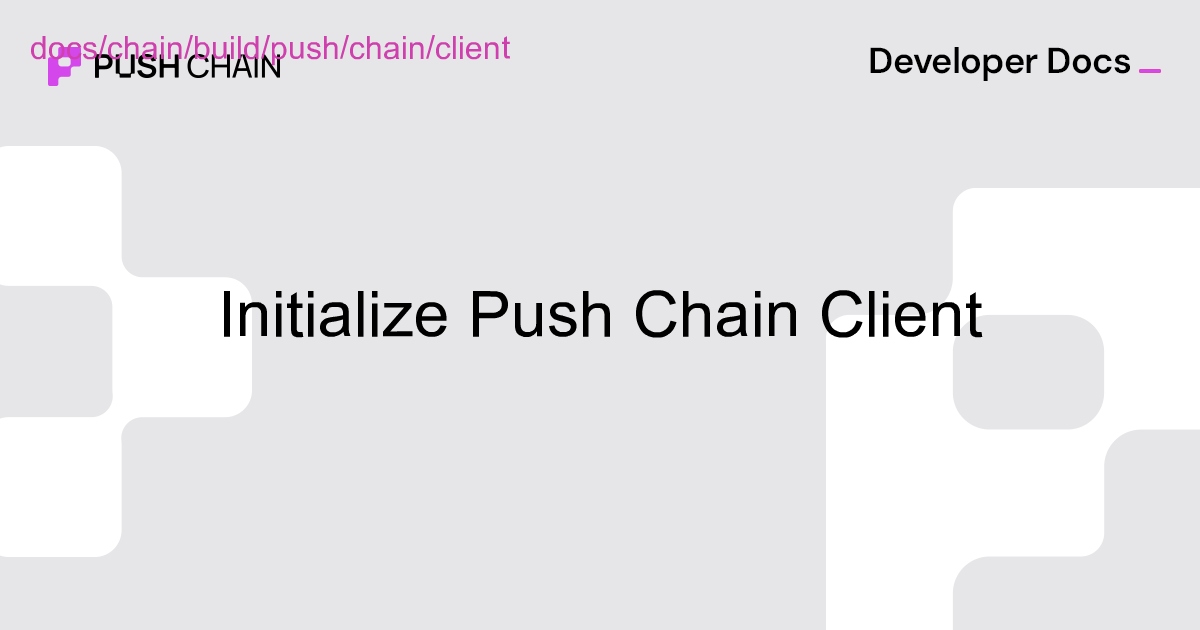 docs/chain/build/push/chain/client
PUSH CHAIN
Developer Docs _
Initialize Push Chain Client